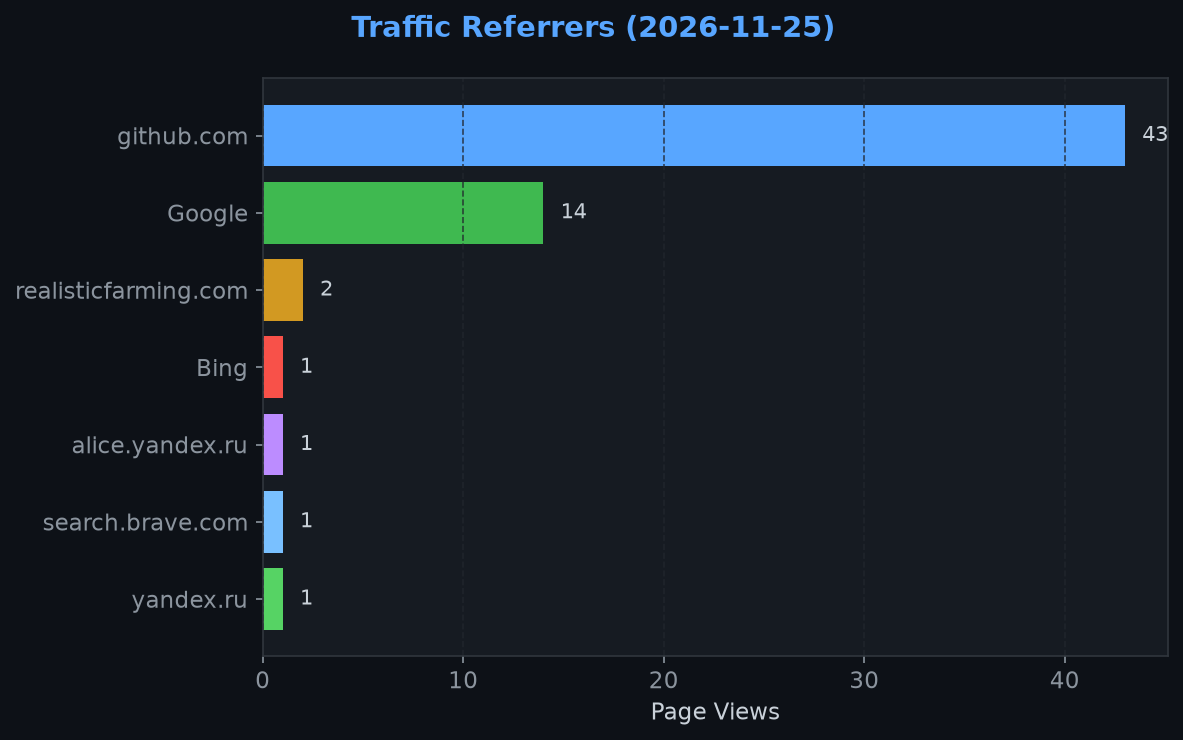 Traffic Referrers (2026-11-25)
github.com 43
Google 14
realisticfarming.com 2
Bing 1
alice.yandex.ru 1
search.brave.com 1
yandex.ru 1
0 10 20 30 40
Page Views